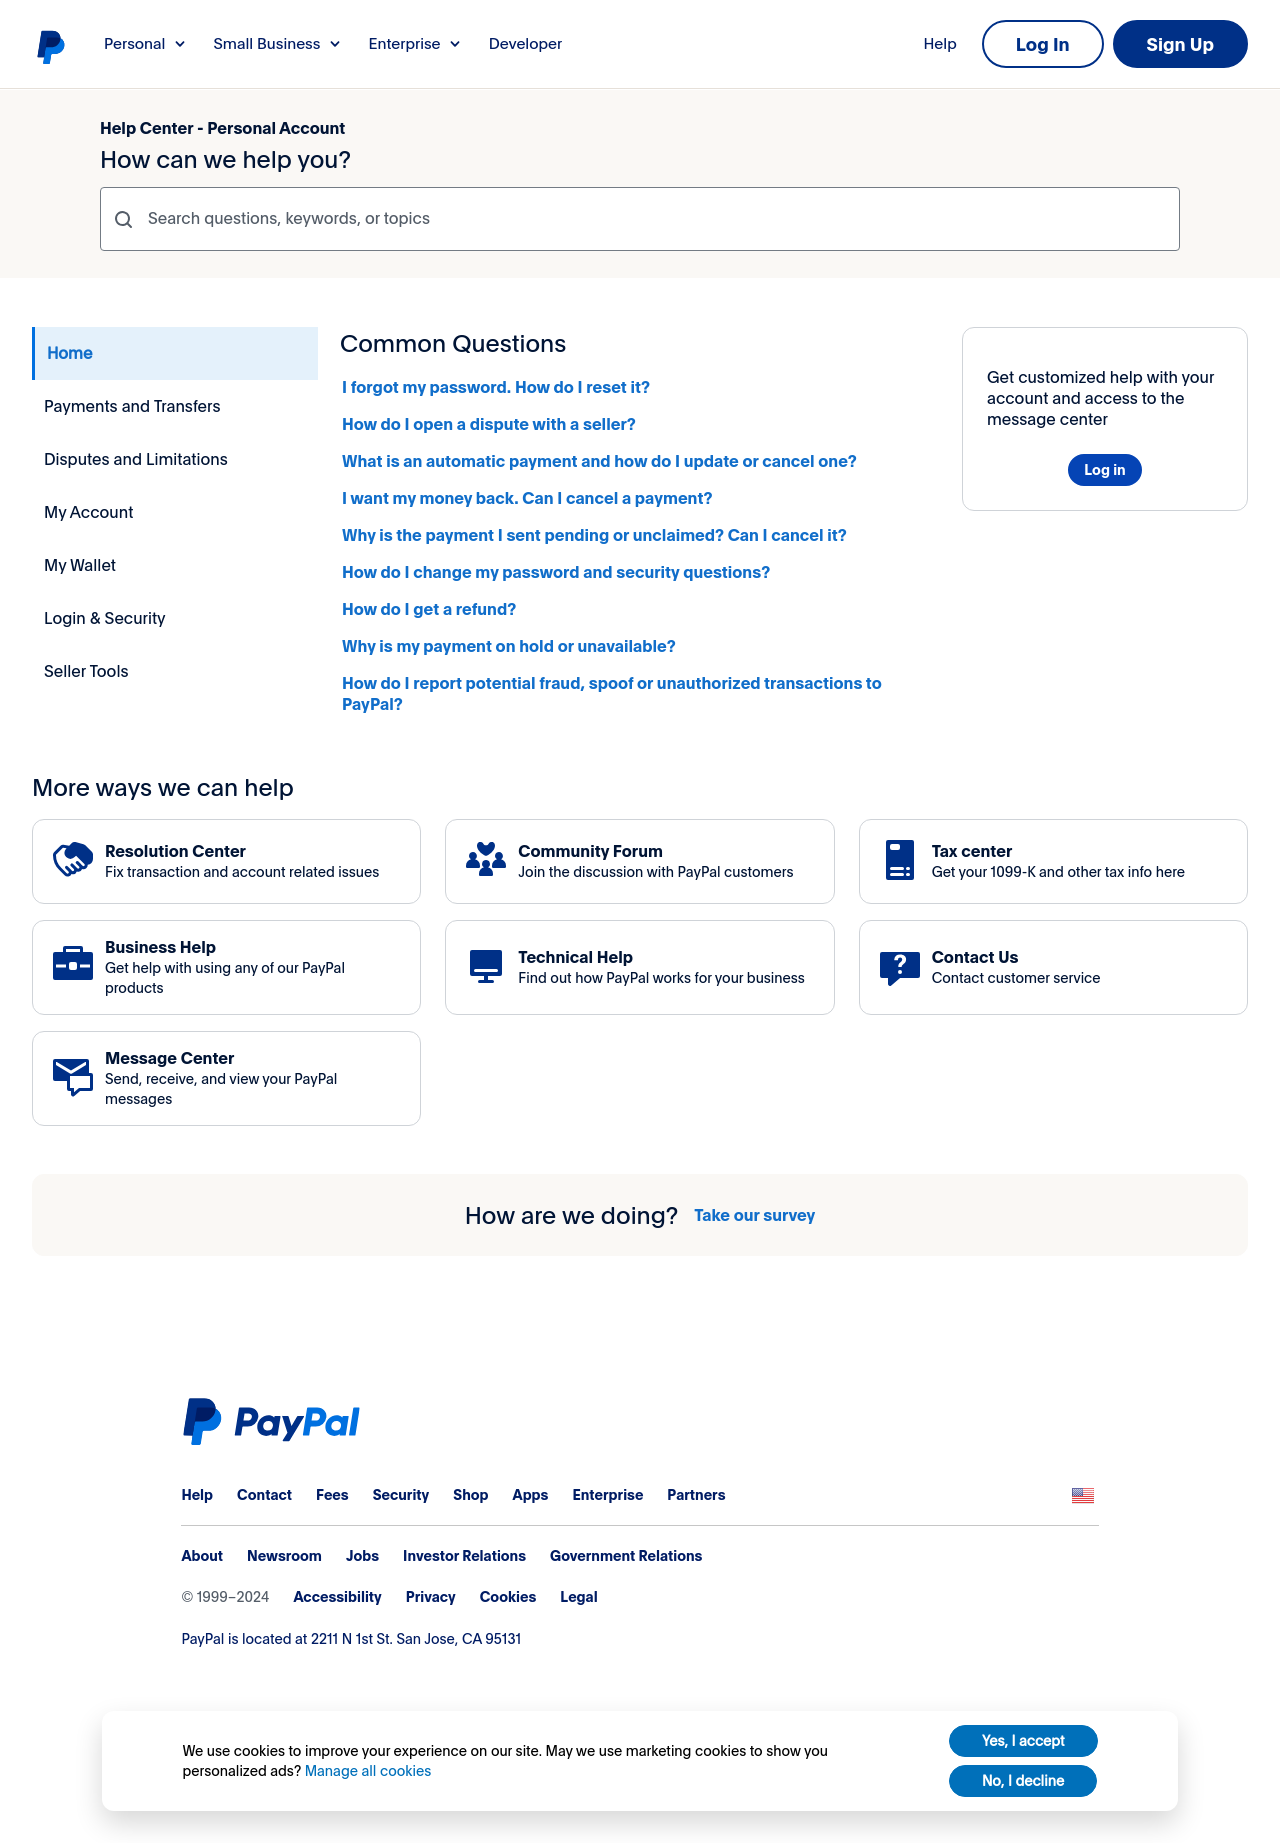 Personal
Small Business
Enterprise
Developer
Help
Log In
Sign Up
Help Center - Personal Account
How can we help you?
Search questions, keywords, or topics
Home
Payments and Transfers
Disputes and Limitations
My Account
My Wallet
Login & Security
Seller Tools
Common Questions
I forgot my password. How do I reset it?
How do I open a dispute with a seller?
What is an automatic payment and how do I update or cancel one?
I want my money back. Can I cancel a payment?
Why is the payment I sent pending or unclaimed? Can I cancel it?
How do I change my password and security questions?
How do I get a refund?
Why is my payment on hold or unavailable?
How do I report potential fraud, spoof or unauthorized transactions to
PayPal?
Get customized help with your
account and access to the
message center
Log in
More ways we can help
Resolution Center
Fix transaction and account related issues
Community Forum
Join the discussion with PayPal customers
Tax center
Get your 1099-K and other tax info here
Business Help
Get help with using any of our PayPal
products
Technical Help
Find out how PayPal works for your business
Contact Us
Contact customer service
Message Center
Send, receive, and view your PayPal
messages
How are we doing? Take our survey
PayPal
Help Contact Fees Security Shop Apps Enterprise Partners
About Newsroom Jobs Investor Relations Government Relations
© 1999–2024 Accessibility Privacy Cookies Legal
PayPal is located at 2211 N 1st St. San Jose, CA 95131
We use cookies to improve your experience on our site. May we use marketing cookies to show you
personalized ads? Manage all cookies
Yes, I accept
No, I decline